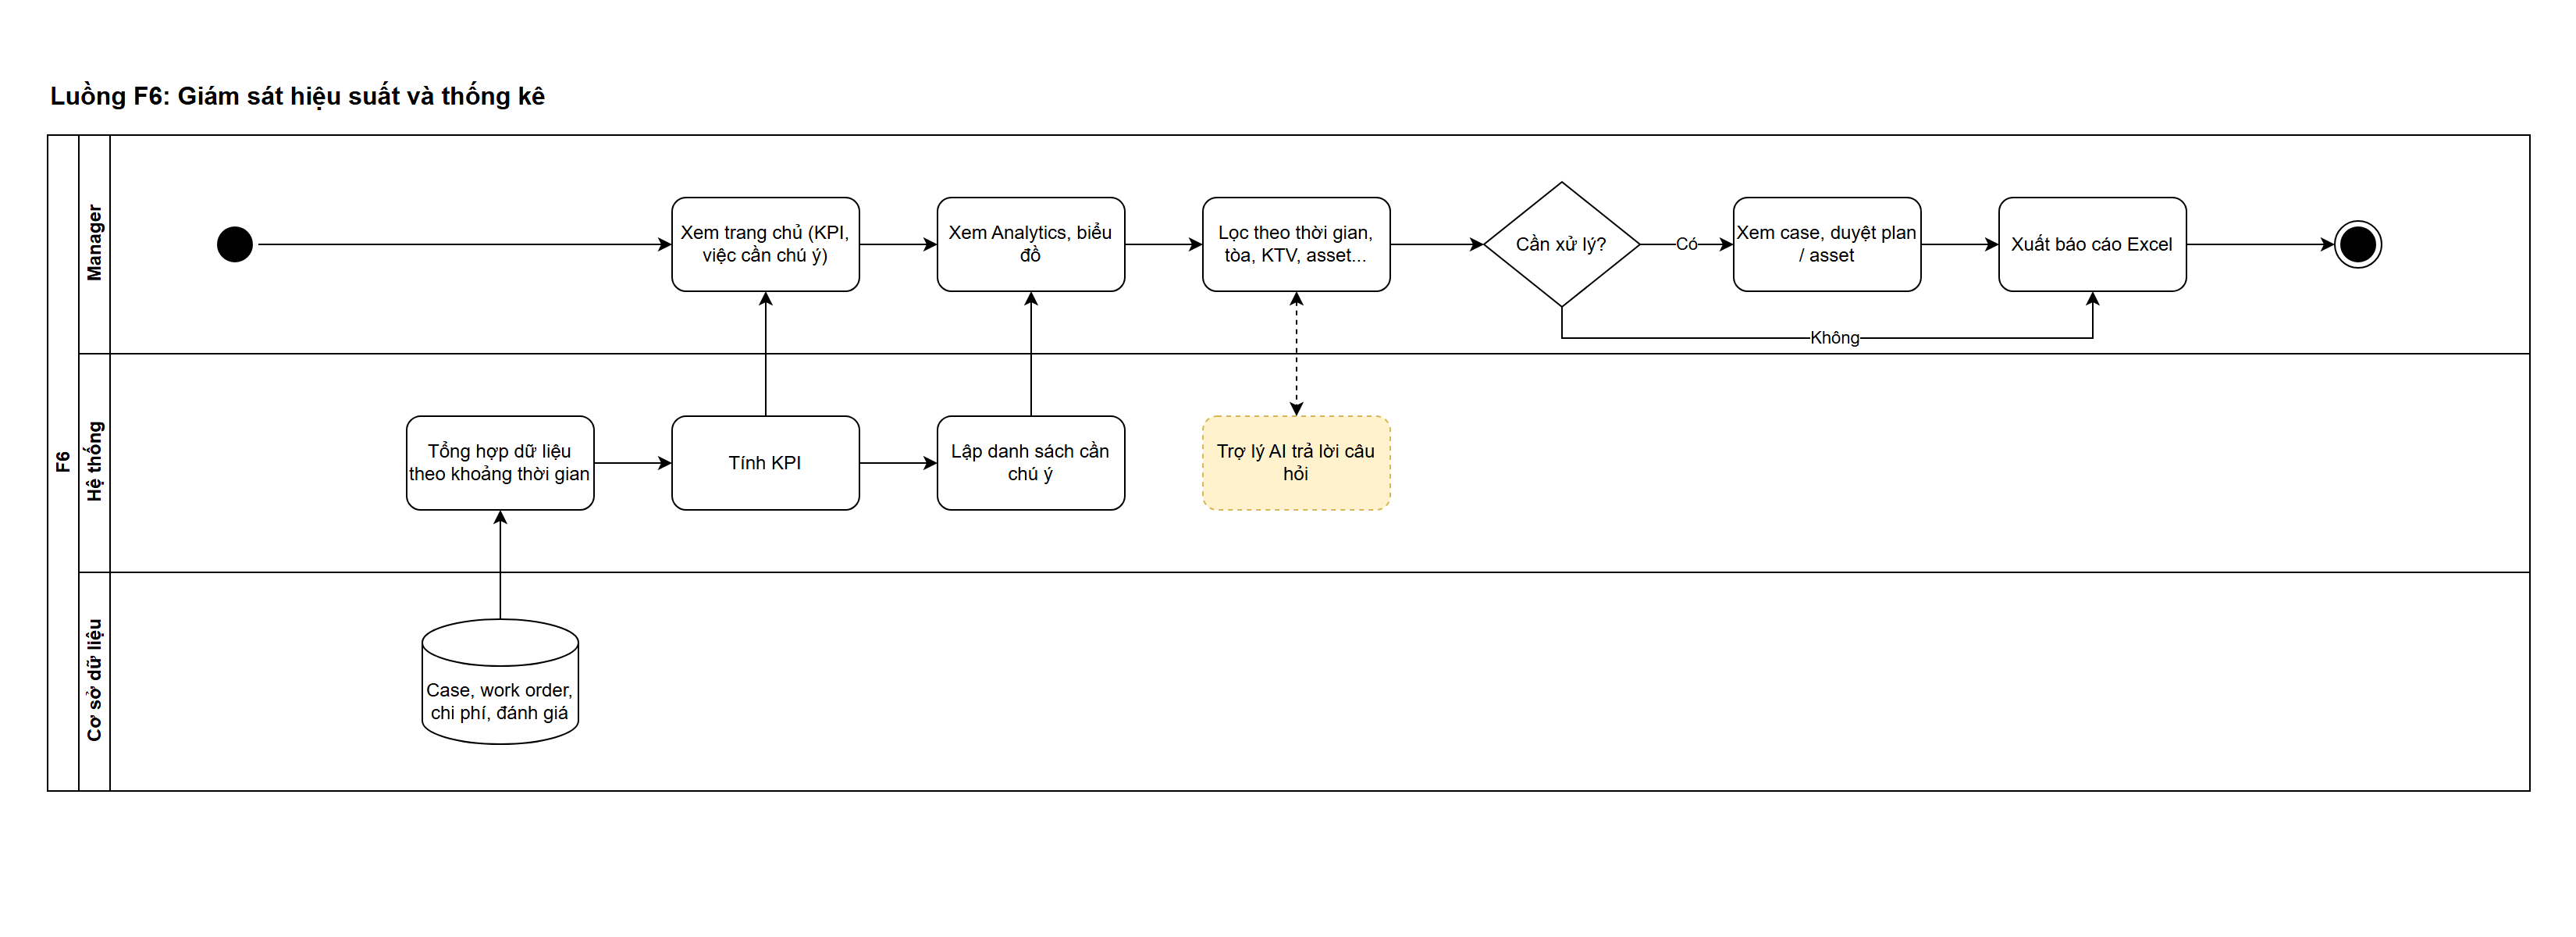 Luồng F6: Giám sát hiệu suất và thống kê
F6
Manager
Xem trang chủ (KPI,
việc cần chú ý)
Xem Analytics, biểu
đồ
Lọc theo thời gian,
tòa, KTV, asset...
Cần xử lý?
Có
Xem case, duyệt plan
/ asset
Xuất báo cáo Excel
Không
Hệ thống
Tổng hợp dữ liệu
theo khoảng thời gian
Tính KPI
Lập danh sách cần
chú ý
Trợ lý AI trả lời câu
hỏi
Cơ sở dữ liệu
Case, work order,
chi phí, đánh giá